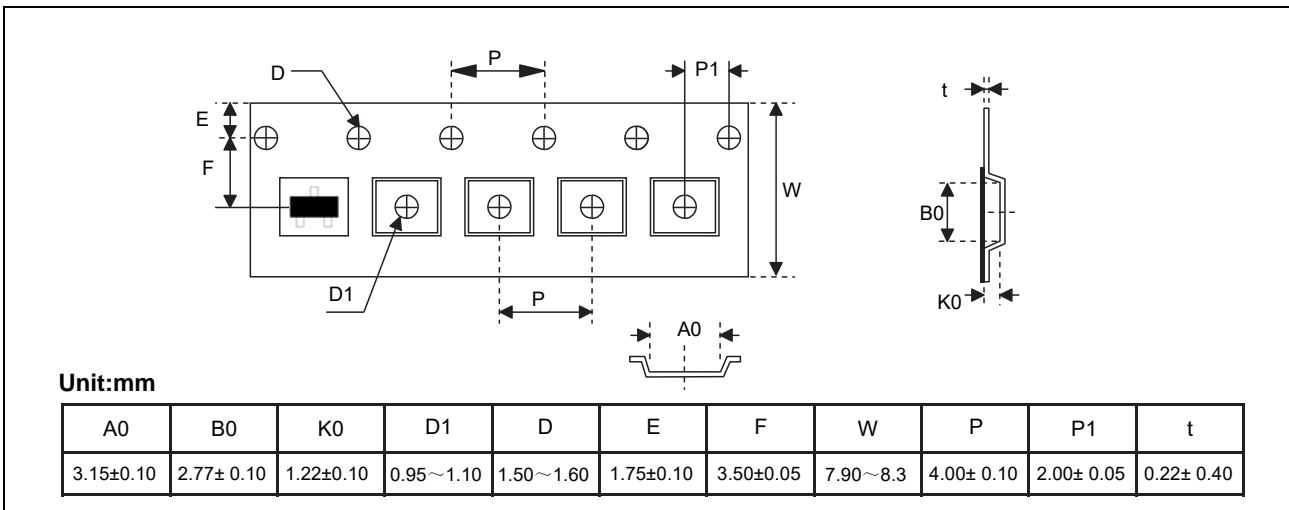 P
D
P1
t
E
F
W
B0
D1
P
K0
A0
Unit:mm
A0 B0 K0 D1 D E F W P P1 t
3.15±0.10 2.77± 0.10 1.22±0.10 0.95～1.10 1.50～1.60 1.75±0.10 3.50±0.05 7.90～8.3 4.00± 0.10 2.00± 0.05 0.22± 0.40